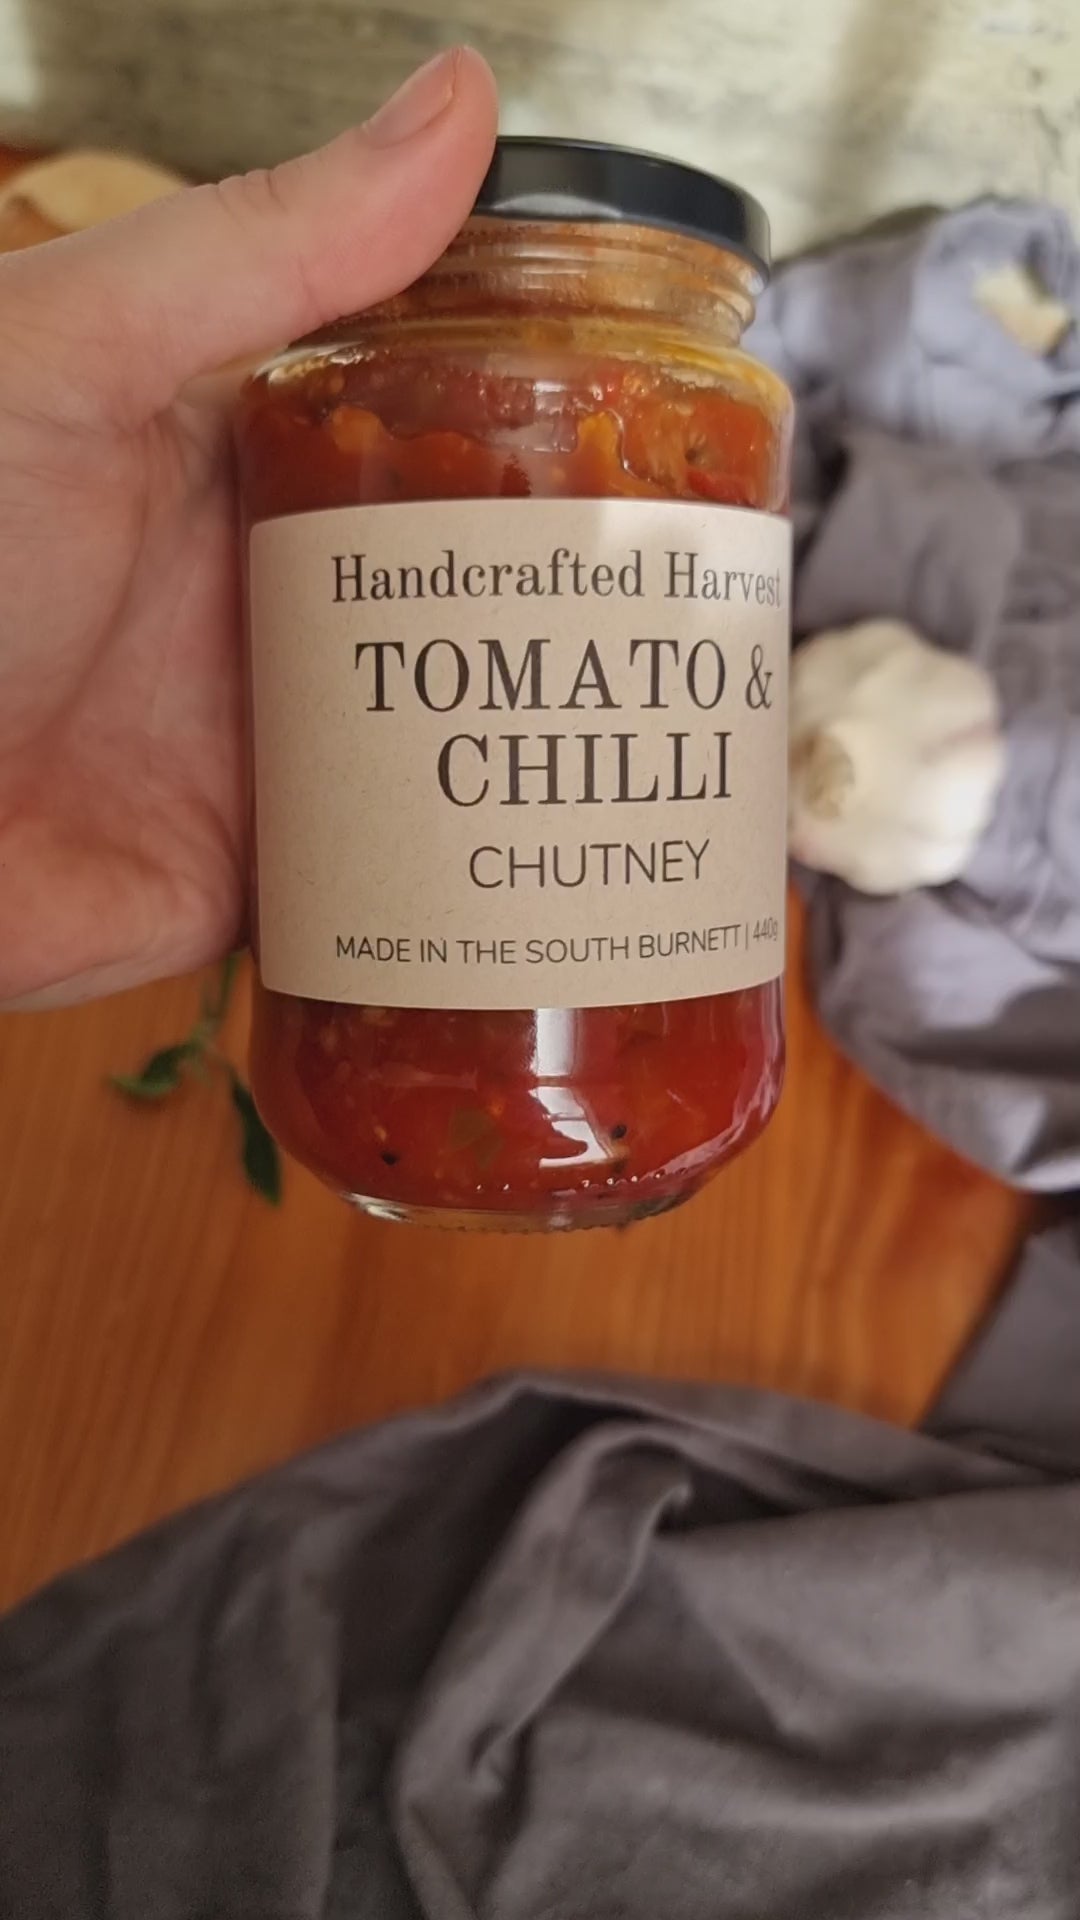 Handcrafted Harvest
TOMATO &
CHILLI
CHUTNEY
MADE IN THE SOUTH BURNETT | 440g